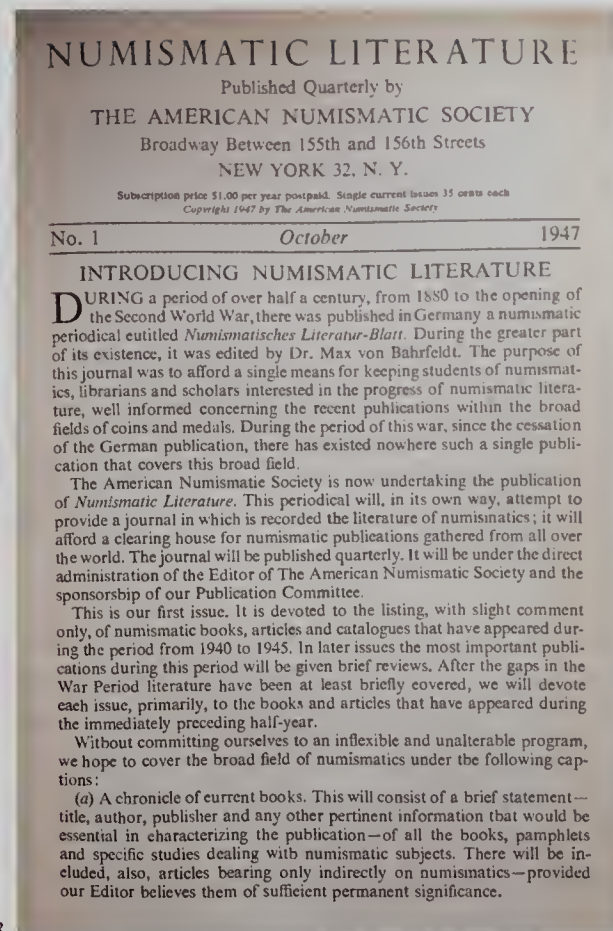 NUMISMATIC LITERATURE
Published Quarterly by
THE AMERICAN NUMISMATIC SOCIETY
Broadway Between 155th and 156th Streets
NEW YORK 32, N. Y.
Subscription price $1.00 per year postpaid. Single current issues 35 cents each
Copyright 1947 by The American Numismatic Society
No. 1 October 1947
INTRODUCING NUMISMATIC LITERATURE
DURING a period of over half a century, from 1880 to the opening of
the Second World War, there was published in Germany a numismatic
periodical entitled Numismatisches Literatur-Blatt. During the greater part
of its existence, it was edited by Dr. Max von Bahrfeldt. The purpose of
this journal was to afford a single means for keeping students of numismat-
ics, librarians and scholars interested in the progress of numismatic litera-
ture, well informed concerning the recent publications within the broad
fields of coins and medals. During the period of this war, since the cessation
of the German publication, there has existed nowhere such a single publi-
cation that covers this broad field.
The American Numismatic Society is now undertaking the publication
of Numismatic Literature. This periodical will, in its own way, attempt to
provide a journal in which is recorded the literature of numismatics; it will
afford a clearing house for numismatic publications gathered from all over
the world. The journal will be published quarterly. It will be under the direct
administration of the Editor of The American Numismatic Society and the
sponsorship of our Publication Committee.
This is our first issue. It is devoted to the listing, with slight comment
only, of numismatic books, articles and catalogues that have appeared dur-
ing the period from 1940 to 1945. In later issues the most important publi-
cations during this period will be given brief reviews. After the gaps in the
War Period literature have been at least briefly covered, we will devote
each issue, primarily, to the books and articles that have appeared during
the immediately preceding half-year.
Without committing ourselves to an inflexible and unalterable program,
we hope to cover the broad field of numismatics under the following cap-
tions:
(a) A chronicle of current books. This will consist of a brief statement—
title, author, publisher and any other pertinent information that would be
essential in characterizing the publication—of all the books, pamphlets
and specific studies dealing with numismatic subjects. There will be in-
cluded, also, articles bearing only indirectly on numismatics—provided
our Editor believes them of sufficient permanent significance.